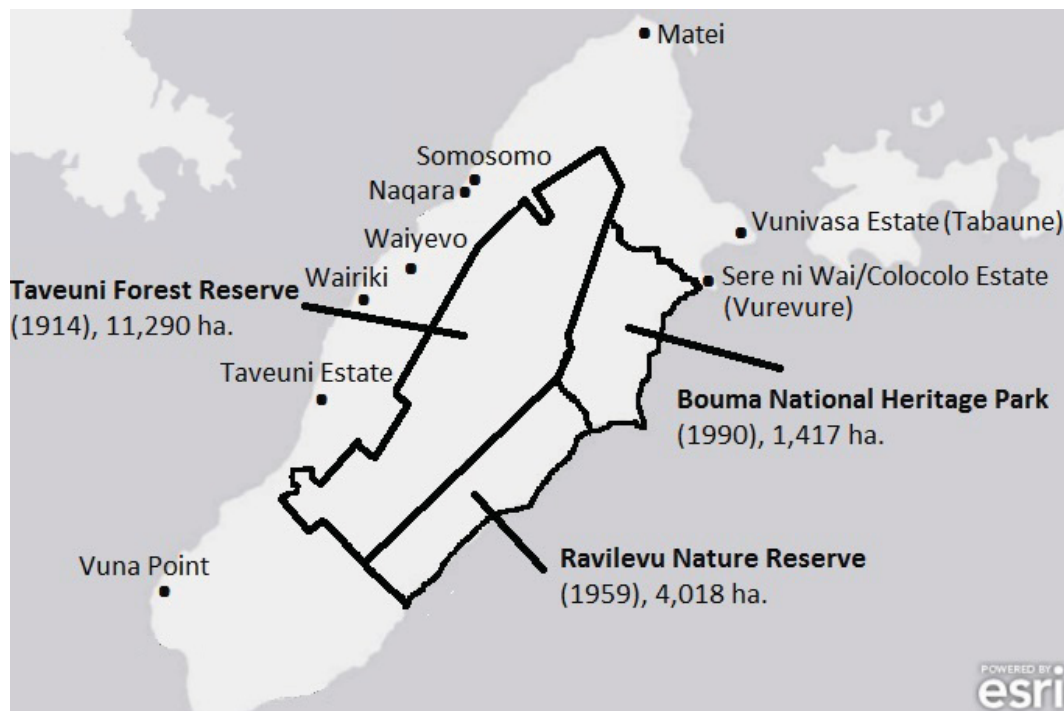 Matei
Somosomo
Naqara
Vunivasa Estate (Tabaune)
Waiyevo
Wairiki
Sere ni Wai/Colocolo Estate
(Vurevure)
Taveuni Forest Reserve
(1914), 11,290 ha.
Taveuni Estate
Bouma National Heritage Park
(1990), 1,417 ha.
Ravilevu Nature Reserve
(1959), 4,018 ha.
Vuna Point
POWERED BY
esri